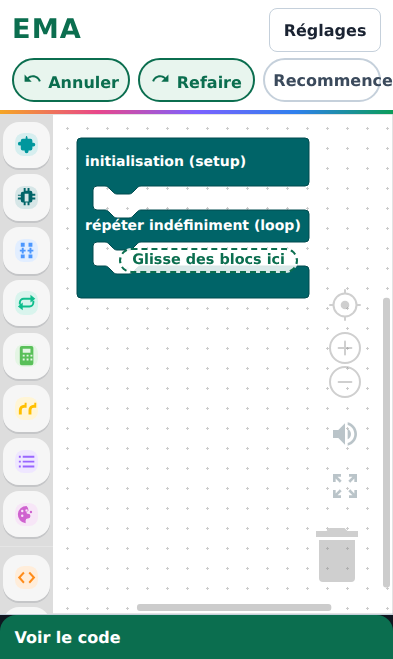 EMA
Réglages
Annuler
Refaire
Recommence
initialisation (setup)
répéter indéfiniment (loop)
Glisse des blocs ici
Voir le code